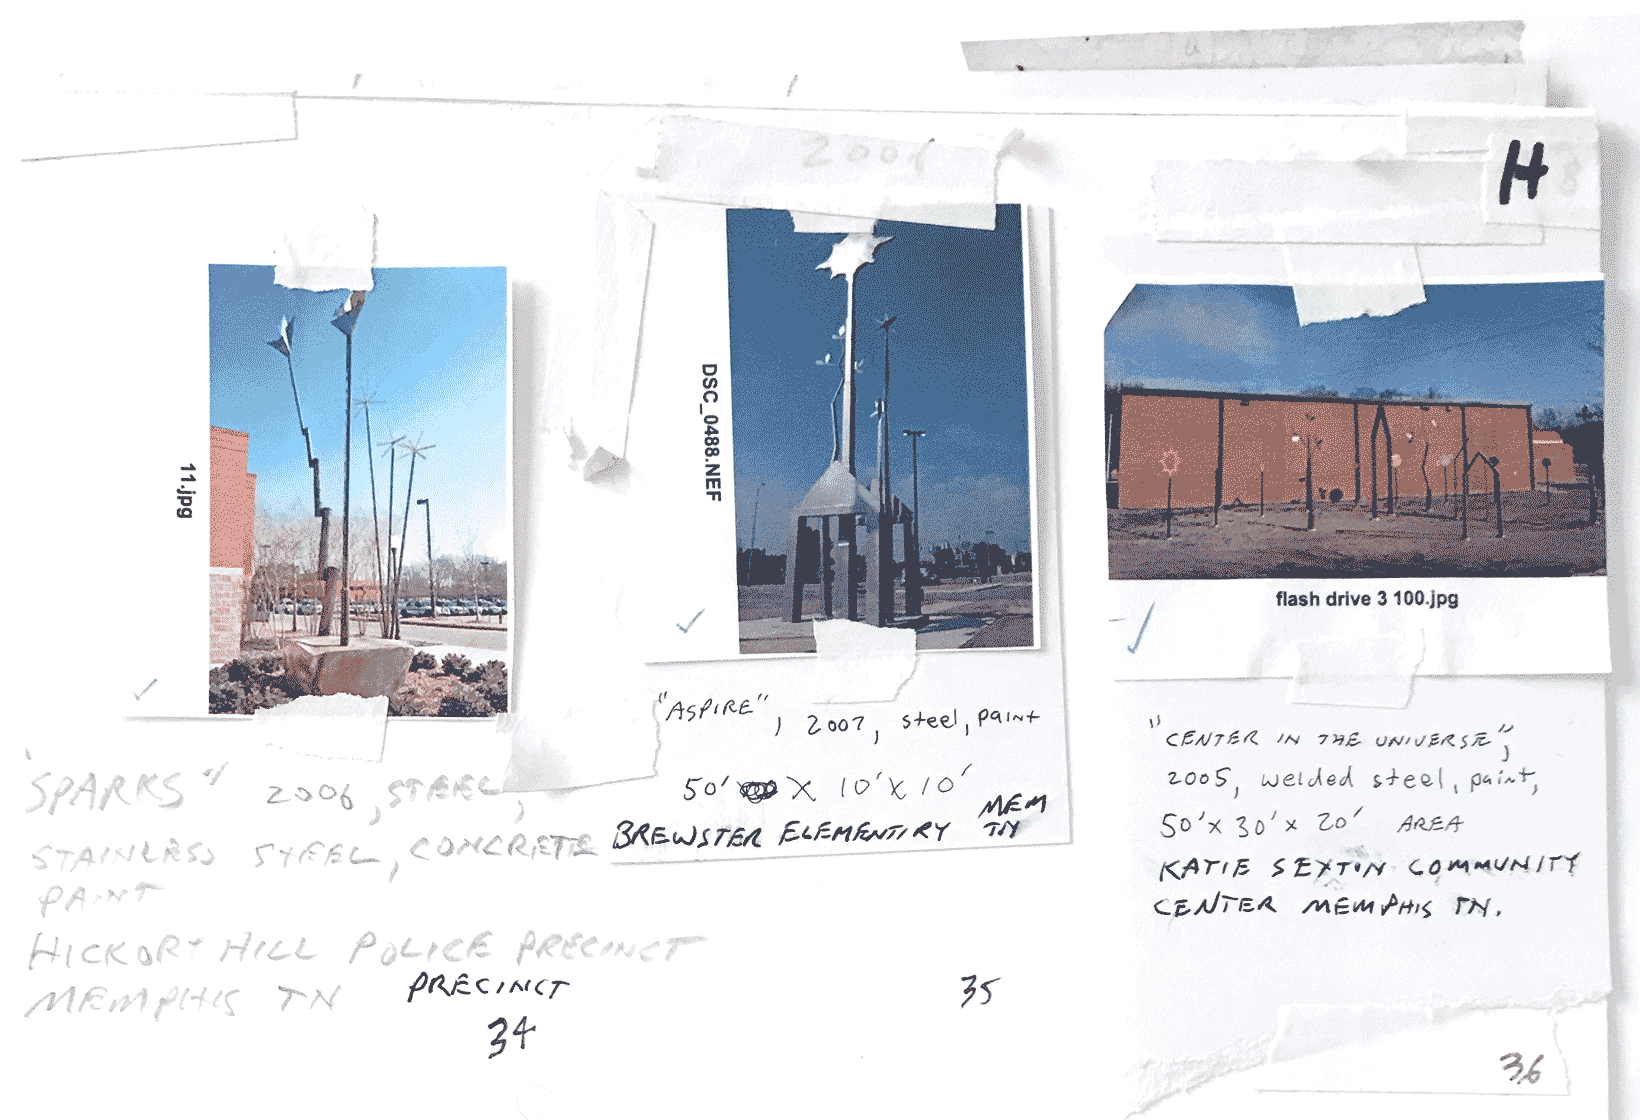 2006
H
8
11.jpg
"SPARKS" 2006, STEEL,
STAINLESS STEEL, CONCRETE
PAINT
HICKORY HILL POLICE PRECINCT
MEMPHIS TN
PRECINCT
34
DSC_0488.NEF
"ASPIRE", 2007, steel, paint
50' X 10' X 10'
BREWSTER ELEMENTIRY MEM
TN
35
flash drive 3 100.jpg
"CENTER IN THE UNIVERSE",
2005, welded steel, paint,
50' X 30' X 20' AREA
KATIE SEXTON COMMUNITY
CENTER MEMPHIS TN.
36